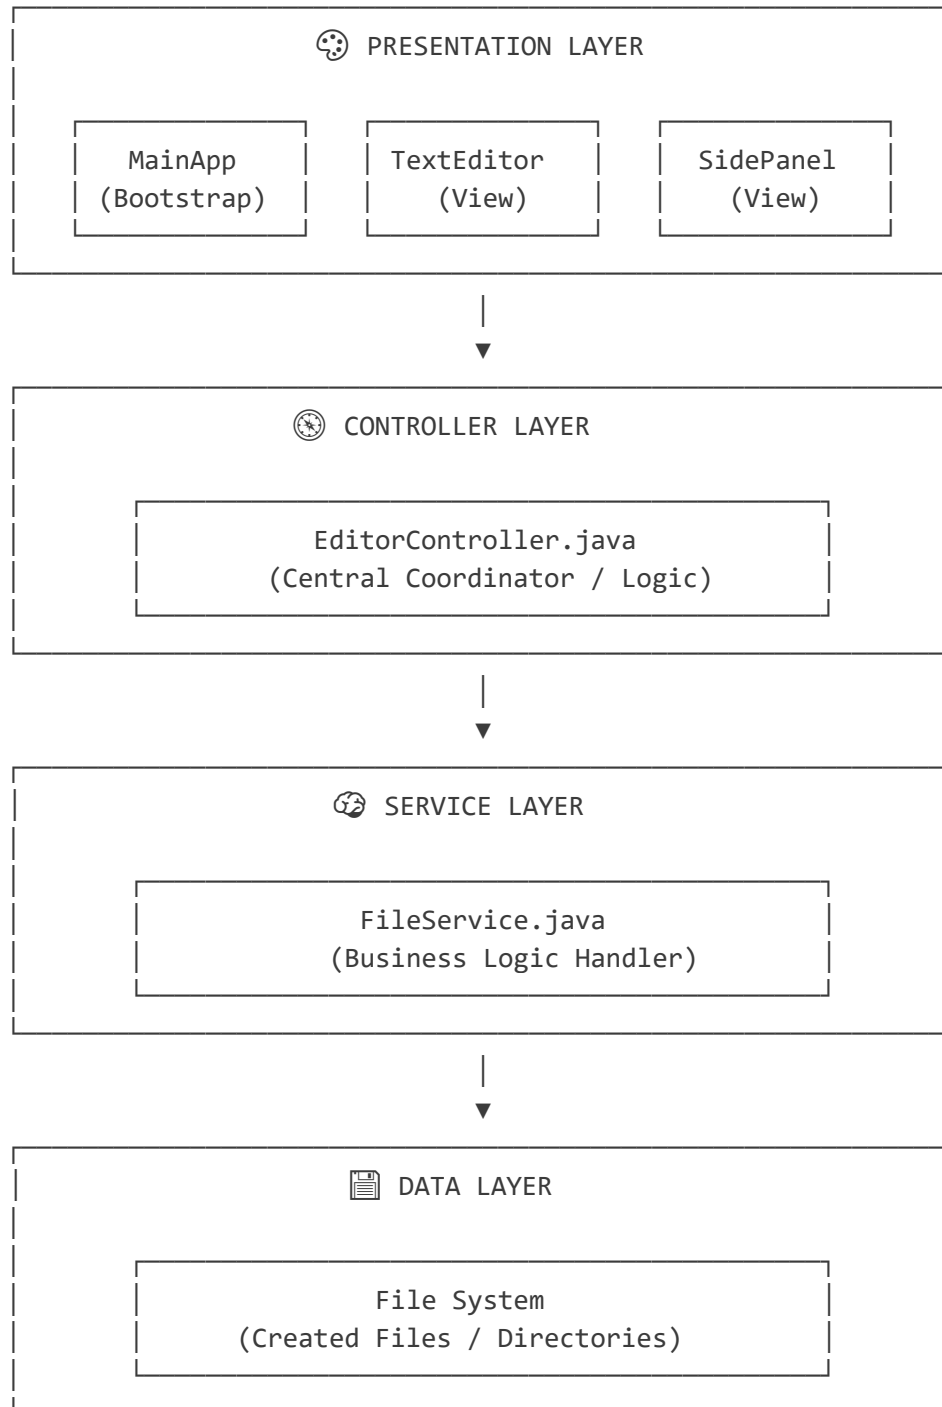 🎨 PRESENTATION LAYER
MainApp TextEditor SidePanel
(Bootstrap) (View) (View)
▼
🧭 CONTROLLER LAYER
EditorController.java
(Central Coordinator / Logic)
▼
🧠 SERVICE LAYER
FileService.java
(Business Logic Handler)
▼
💾 DATA LAYER
File System
(Created Files / Directories)